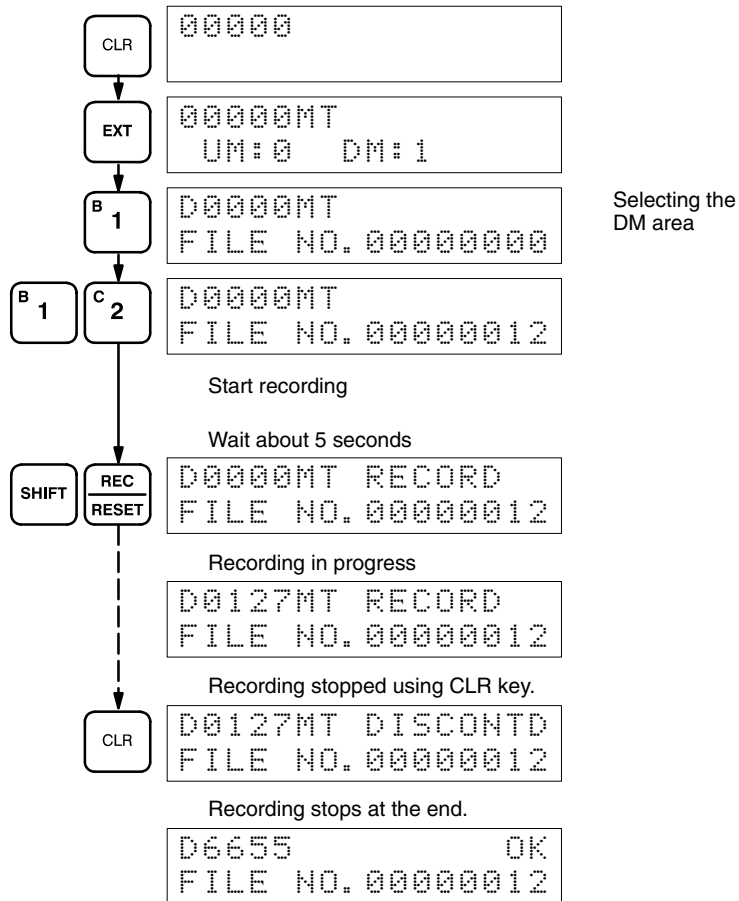 CLR
00000
EXT
00000MT
UM:0 DM:1
B 1
D0000MT
FILE NO.00000000
Selecting the
DM area
B 1
C 2
D0000MT
FILE NO.00000012
Start recording
Wait about 5 seconds
SHIFT
REC
RESET
D0000MT RECORD
FILE NO.00000012
Recording in progress
D0127MT RECORD
FILE NO.00000012
Recording stopped using CLR key.
CLR
D0127MT DISCONTD
FILE NO.00000012
Recording stops at the end.
D6655 OK
FILE NO.00000012